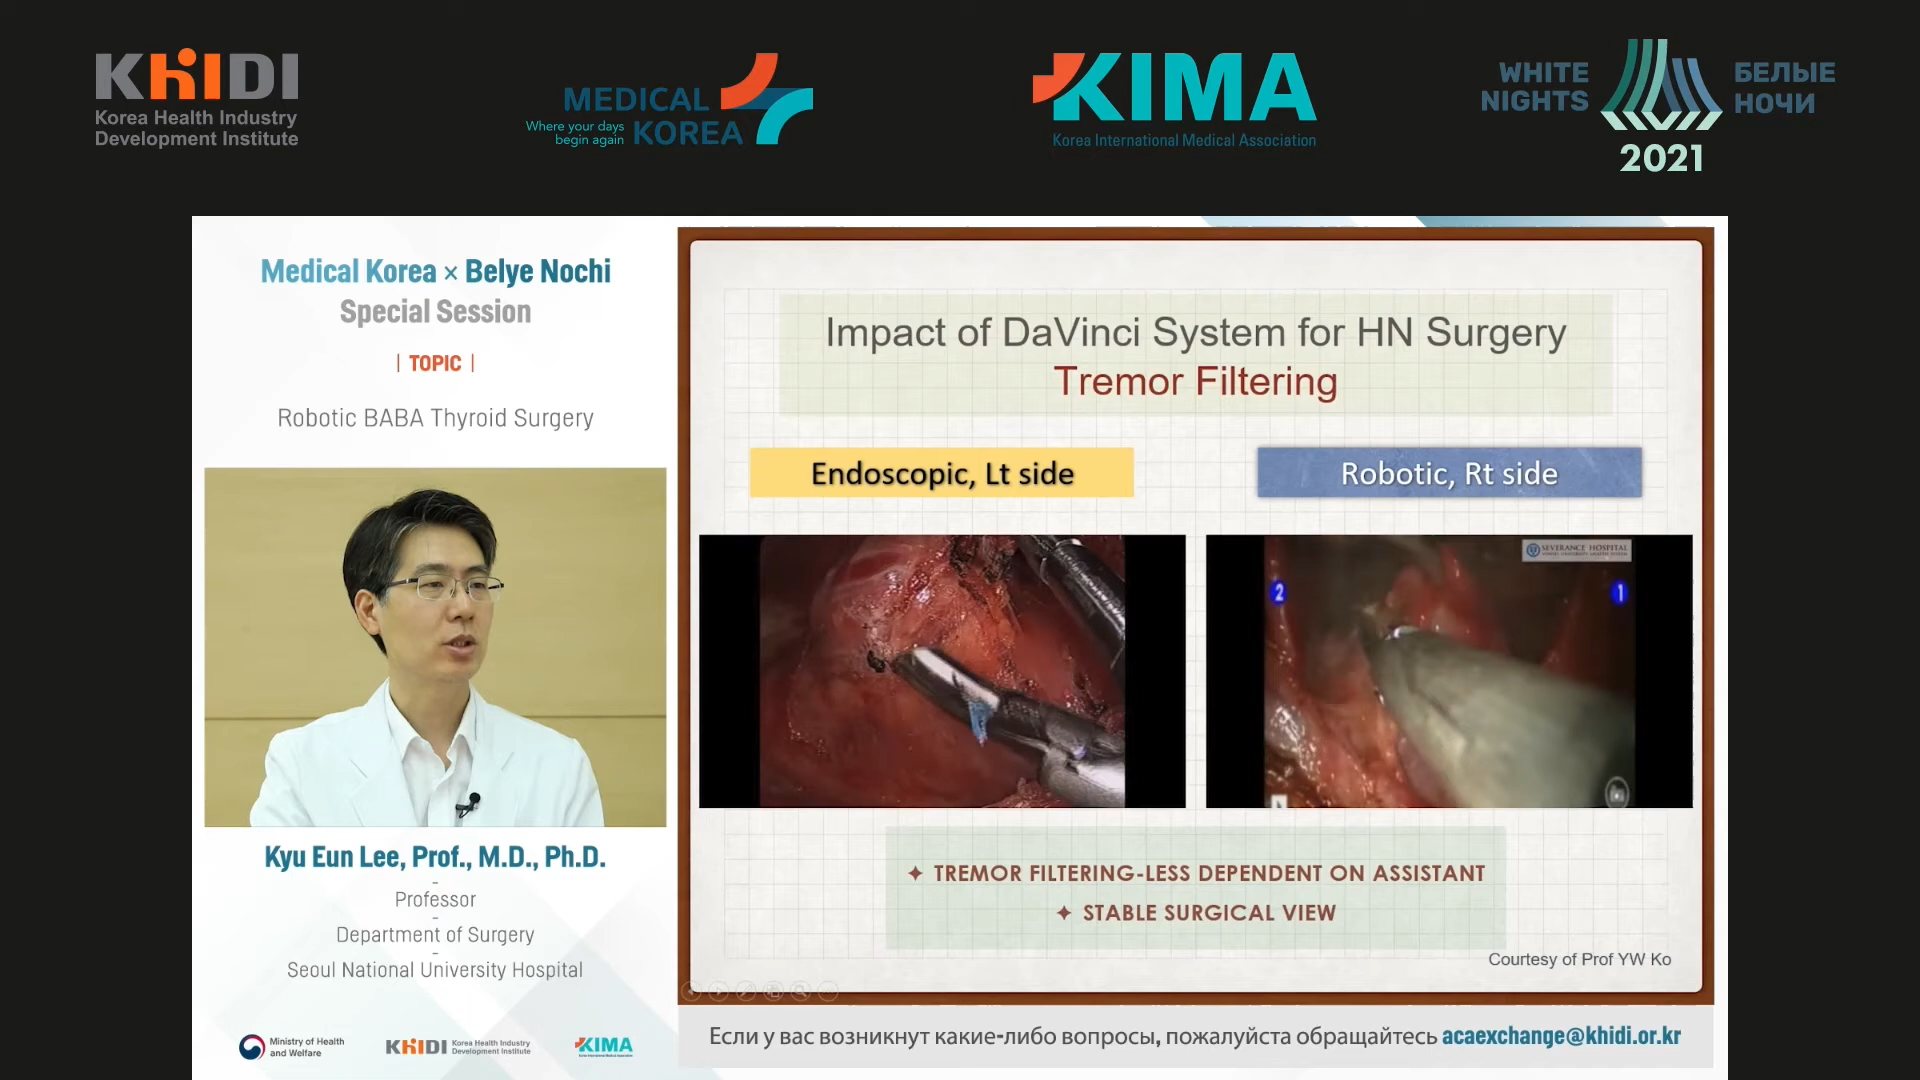 KHIDI
Korea Health Industry
Development Institute
MEDICAL
Where your days
begin again
KOREA
KIMA
Korea International Medical Association
WHITE
NIGHTS
БЕЛЫЕ
НОЧИ
2021
Medical Korea × Belye Nochi
Special Session
| TOPIC |
Robotic BABA Thyroid Surgery
Kyu Eun Lee, Prof., M.D., Ph.D.
-
Professor
-
Department of Surgery
-
Seoul National University Hospital
Ministry of Health
and Welfare
KHIDI
Korea Health Industry
Development Institute
KIMA
Impact of DaVinci System for HN Surgery
Tremor Filtering
Endoscopic, Lt side
Robotic, Rt side
SEVERANCE HOSPITAL
2
1
✦ TREMOR FILTERING-LESS DEPENDENT ON ASSISTANT
✦ STABLE SURGICAL VIEW
Courtesy of Prof YW Ko
Если у вас возникнут какие-либо вопросы, пожалуйста обращайтесь acaexchange@khidi.or.kr